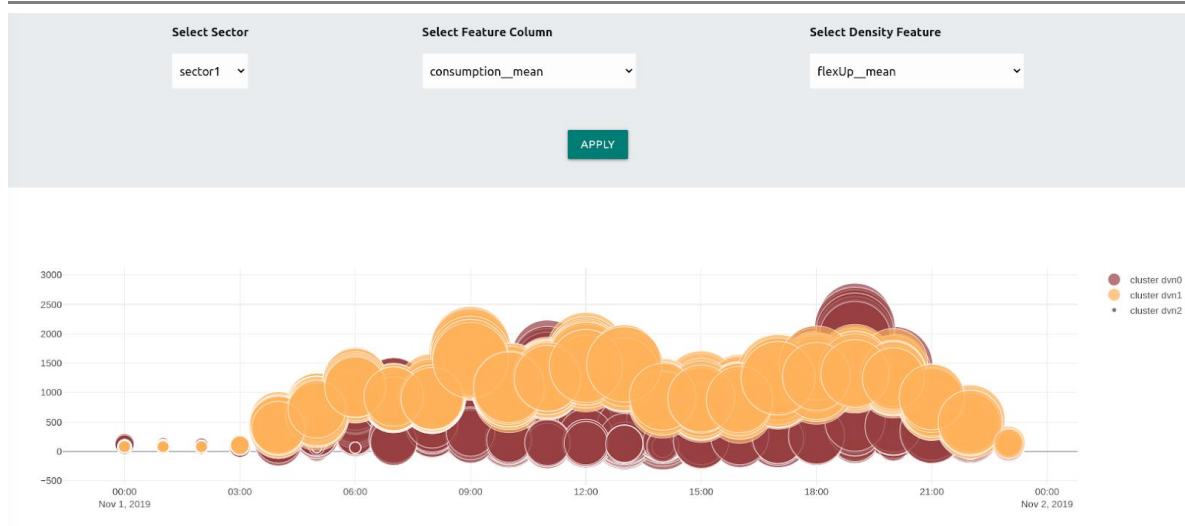 Select Sector Select Feature Column Select Density Feature
sector1 consumption__mean flexUp__mean
APPLY
3000
2500
2000
1500
1000
500
0
−500
00:00 03:00 06:00 09:00 12:00 15:00 18:00 21:00 00:00
Nov 1, 2019 Nov 2, 2019
cluster dvn0
cluster dvn1
cluster dvn2